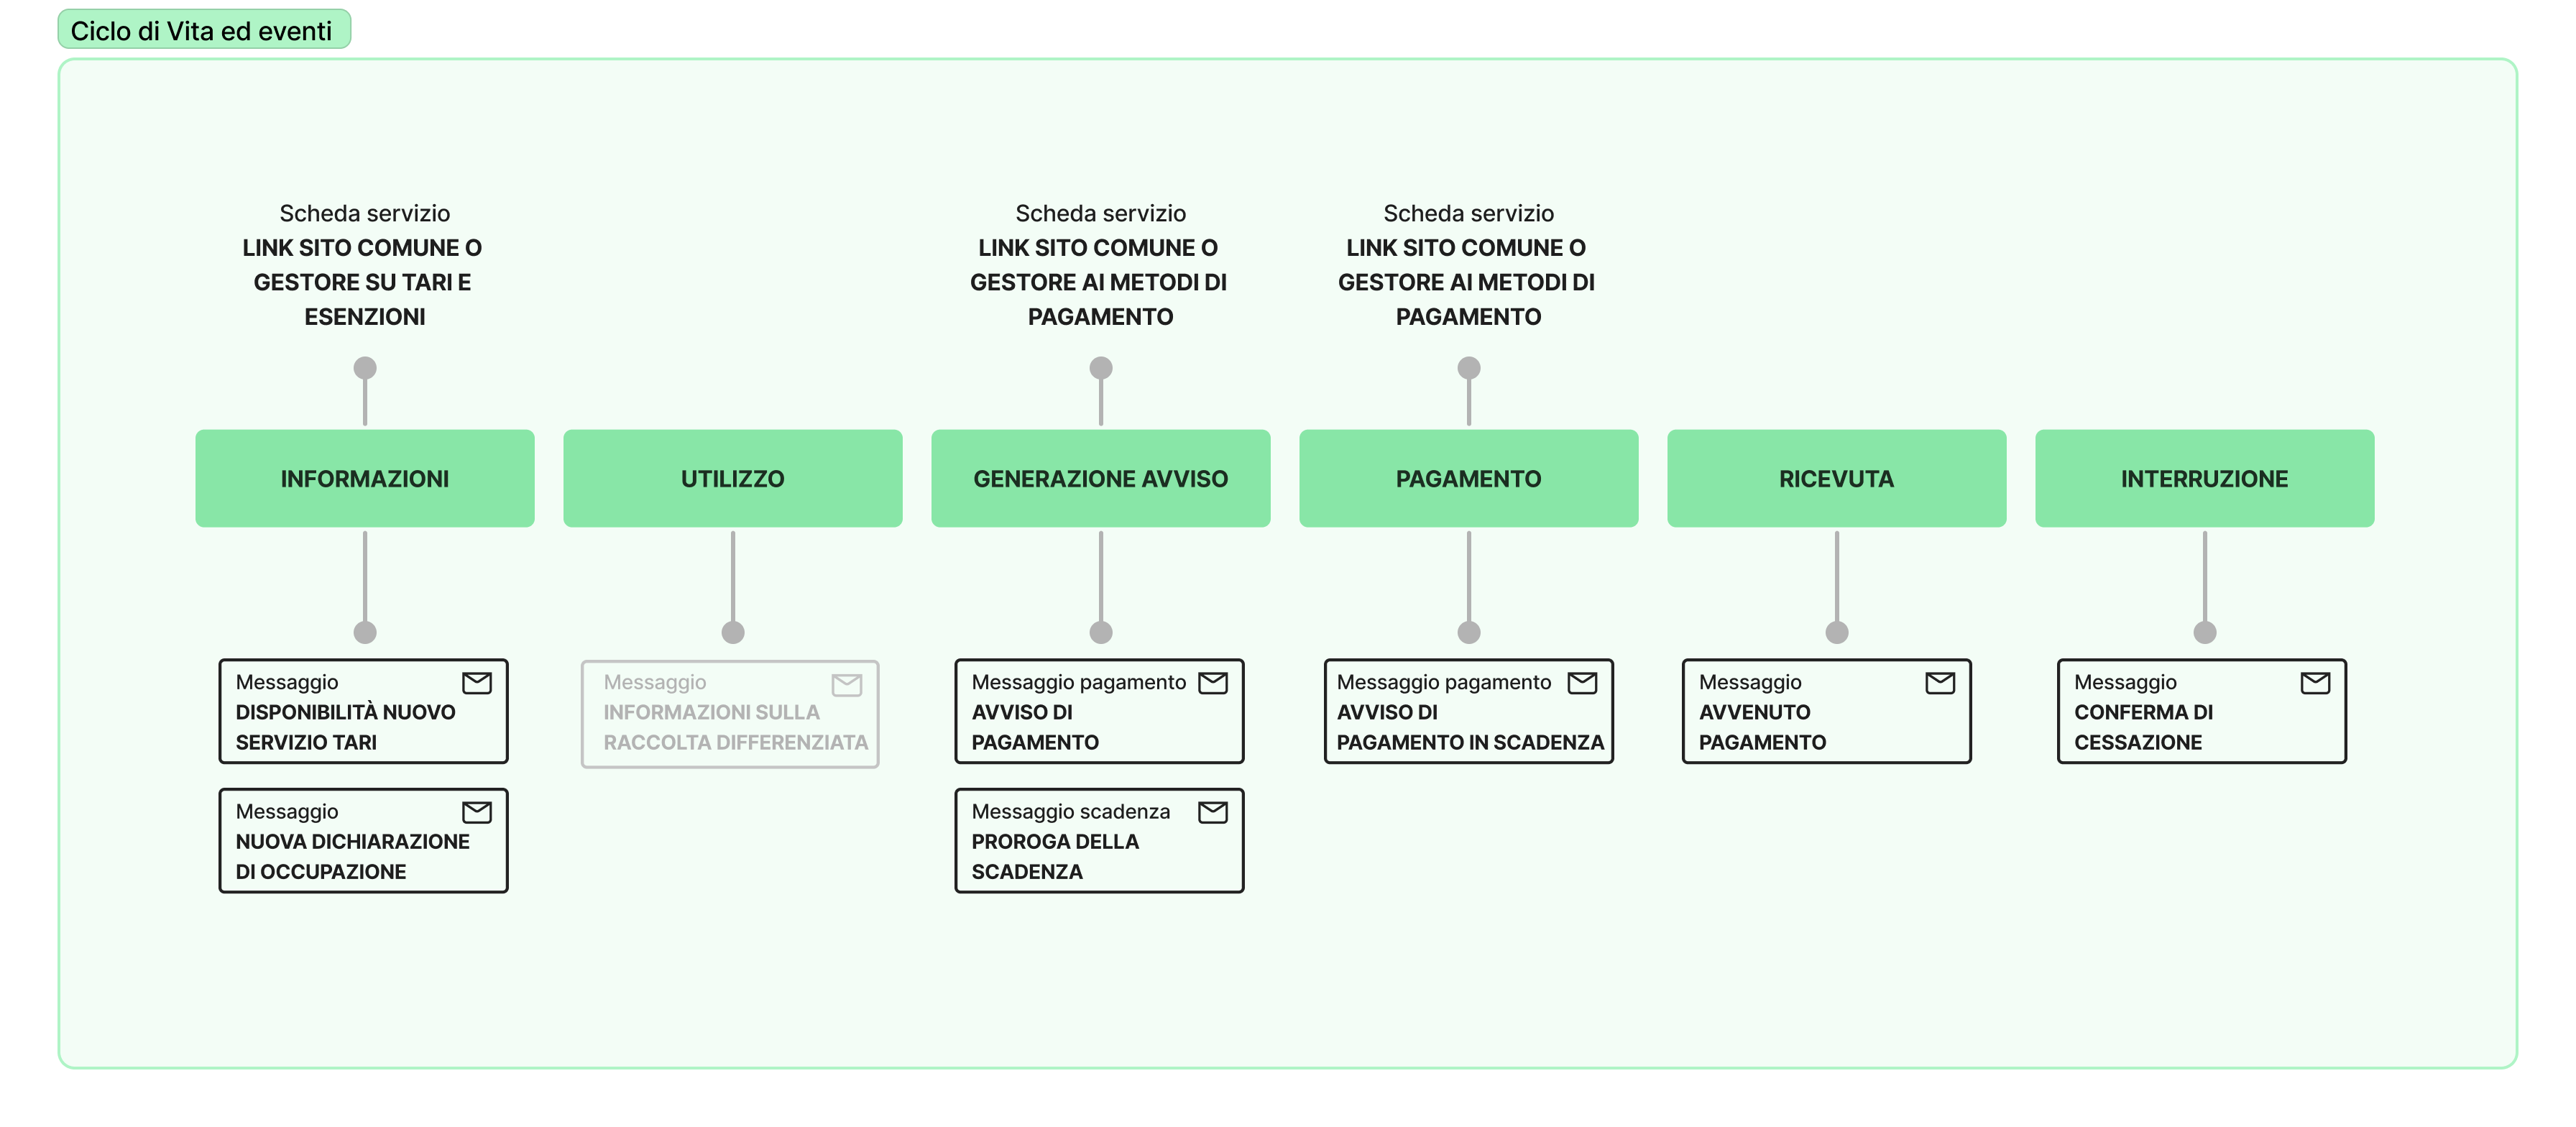 Ciclo di Vita ed eventi
Scheda servizio
LINK SITO COMUNE O
GESTORE SU TARI E
ESENZIONI
Scheda servizio
LINK SITO COMUNE O
GESTORE AI METODI DI
PAGAMENTO
Scheda servizio
LINK SITO COMUNE O
GESTORE AI METODI DI
PAGAMENTO
INFORMAZIONI
UTILIZZO
GENERAZIONE AVVISO
PAGAMENTO
RICEVUTA
INTERRUZIONE
Messaggio
DISPONIBILITÀ NUOVO
SERVIZIO TARI
Messaggio
INFORMAZIONI SULLA
RACCOLTA DIFFERENZIATA
Messaggio pagamento
AVVISO DI
PAGAMENTO
Messaggio pagamento
AVVISO DI
PAGAMENTO IN SCADENZA
Messaggio
AVVENUTO
PAGAMENTO
Messaggio
CONFERMA DI
CESSAZIONE
Messaggio
NUOVA DICHIARAZIONE
DI OCCUPAZIONE
Messaggio scadenza
PROROGA DELLA
SCADENZA